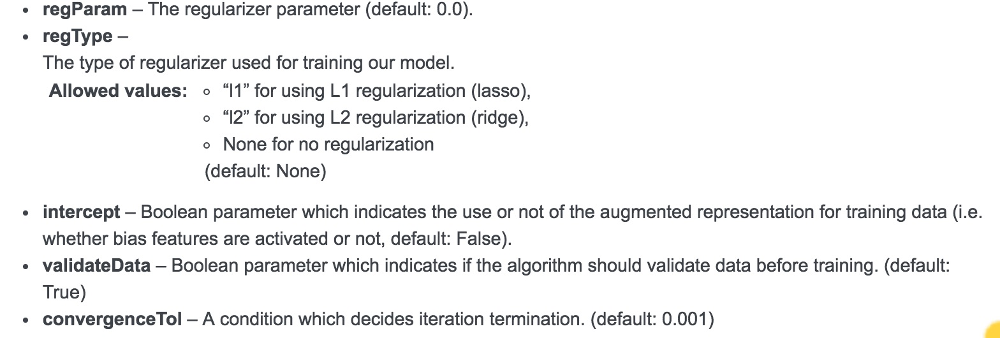 • regParam – The regularizer parameter (default: 0.0).
• regType –
The type of regularizer used for training our model.
Allowed values: ◦ “l1” for using L1 regularization (lasso),
◦ “l2” for using L2 regularization (ridge),
◦ None for no regularization
(default: None)
• intercept – Boolean parameter which indicates the use or not of the augmented representation for training data (i.e.
whether bias features are activated or not, default: False).
• validateData – Boolean parameter which indicates if the algorithm should validate data before training. (default:
True)
• convergenceTol – A condition which decides iteration termination. (default: 0.001)